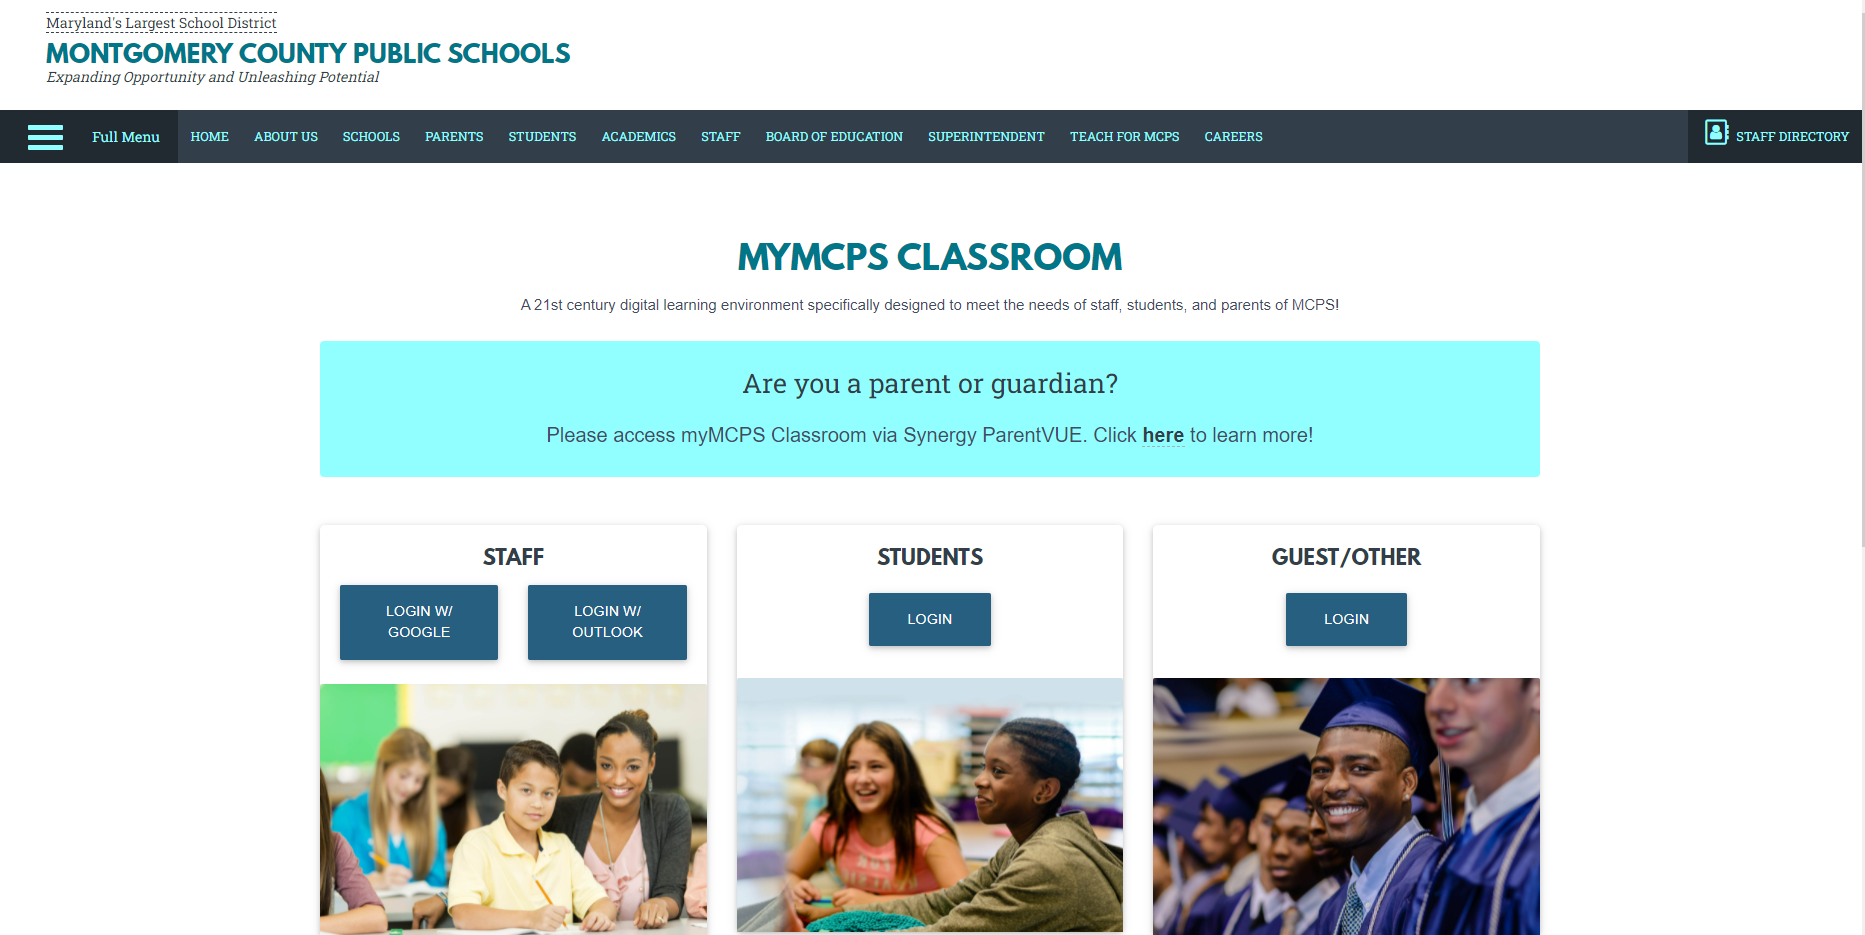 Maryland's Largest School District
MONTGOMERY COUNTY PUBLIC SCHOOLS
Expanding Opportunity and Unleashing Potential
Full Menu
HOME
ABOUT US
SCHOOLS
PARENTS
STUDENTS
ACADEMICS
STAFF
BOARD OF EDUCATION
SUPERINTENDENT
TEACH FOR MCPS
CAREERS
STAFF DIRECTORY
MYMCPS CLASSROOM
A 21st century digital learning environment specifically designed to meet the needs of staff, students, and parents of MCPS!
Are you a parent or guardian?
Please access myMCPS Classroom via Synergy ParentVUE. Click here to learn more!
STAFF
LOGIN W/
GOOGLE
LOGIN W/
OUTLOOK
STUDENTS
LOGIN
GUEST/OTHER
LOGIN